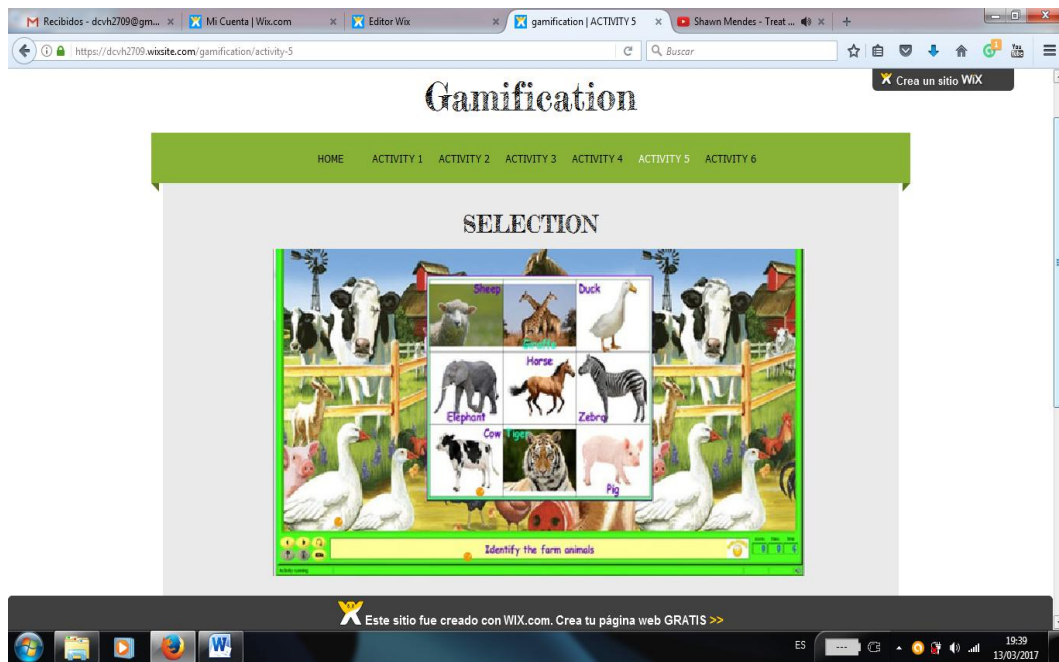 Recibidos - dcvh2709@gm... Mi Cuenta | Wix.com Editor Wix gamification | ACTIVITY 5 Shawn Mendes - Treat ...
https://dcvh2709.wixsite.com/gamification/activity-5 Buscar
Crea un sitio WiX
Gamification
HOME ACTIVITY 1 ACTIVITY 2 ACTIVITY 3 ACTIVITY 4 ACTIVITY 5 ACTIVITY 6
SELECTION
Sheep Giraffe Duck
Elephant Horse Zebra
Cow Tiger Pig
Identify the farm animals
Activity running
Este sitio fue creado con WIX.com. Crea tu página web GRATIS >>
ES
19:39
13/03/2017